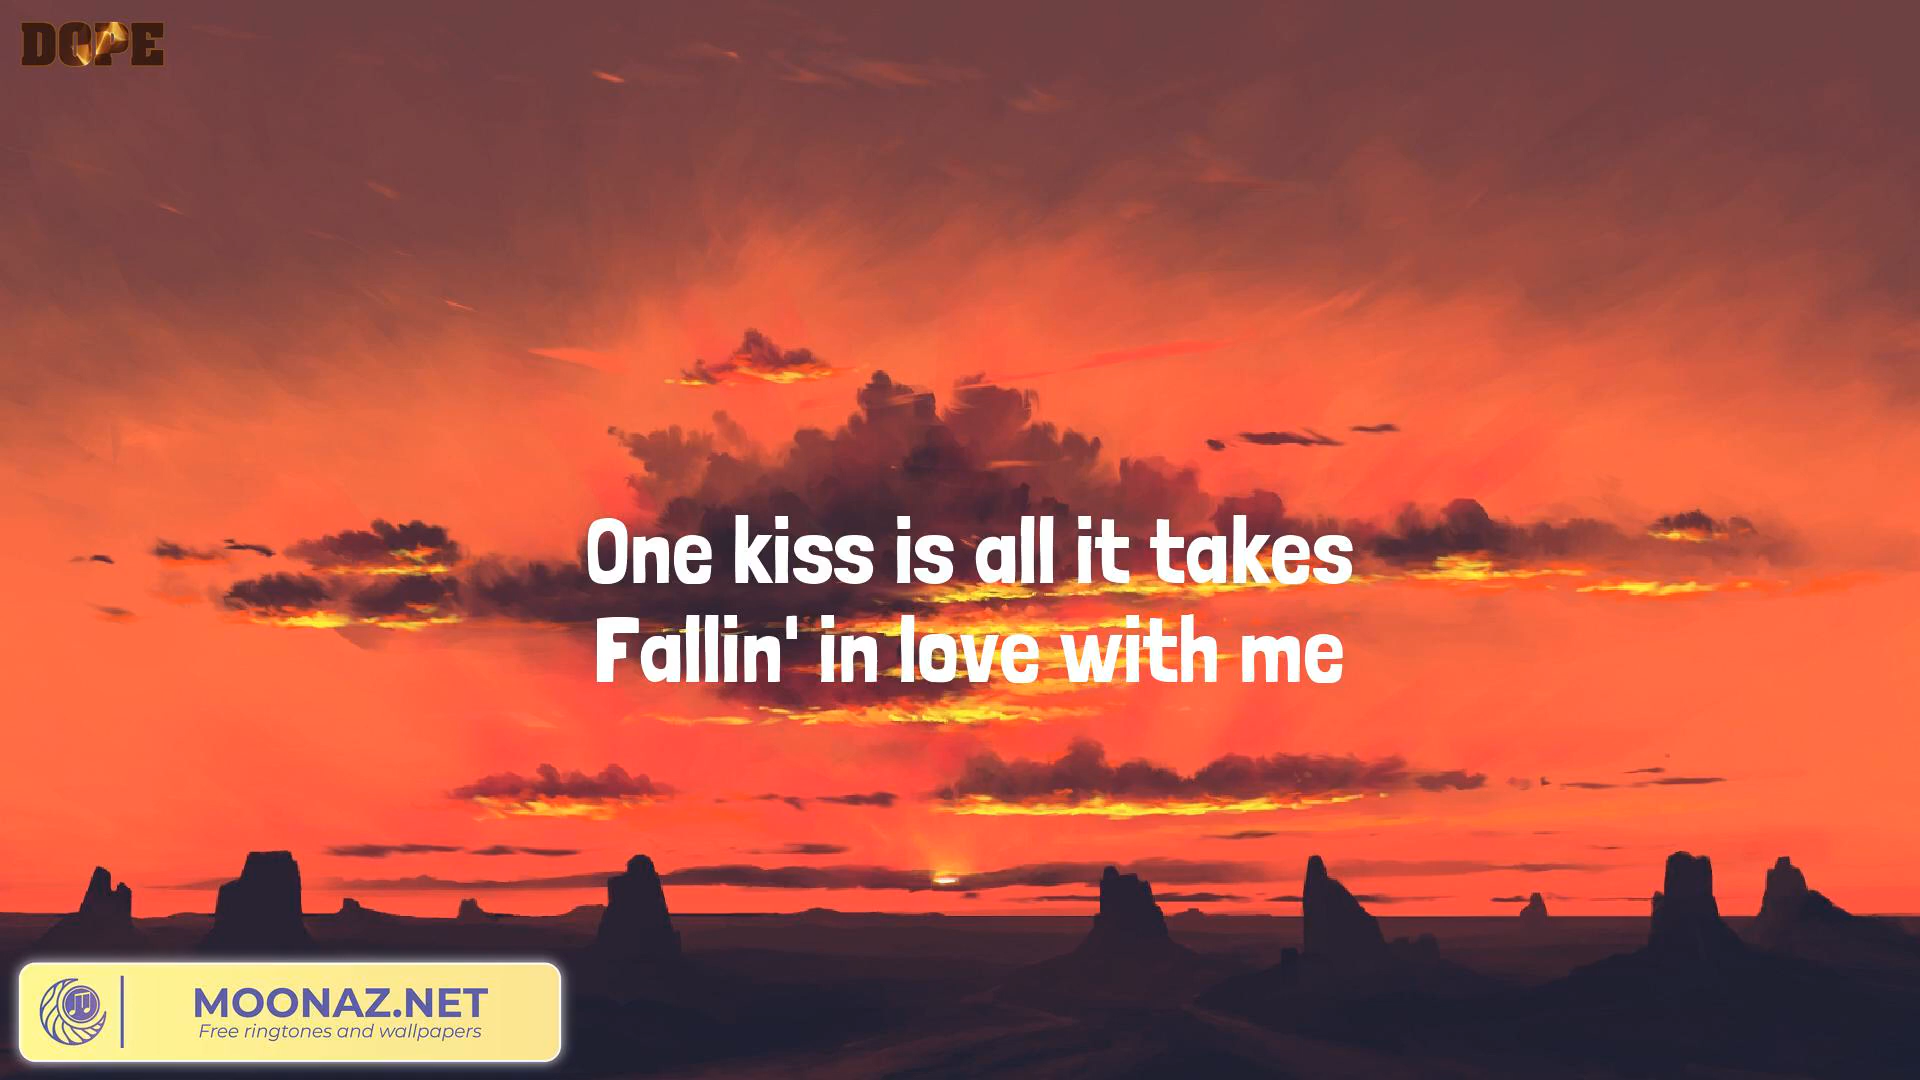 DOPE
One kiss is all it takes
Fallin' in love with me
MOONAZ.NET
Free ringtones and wallpapers